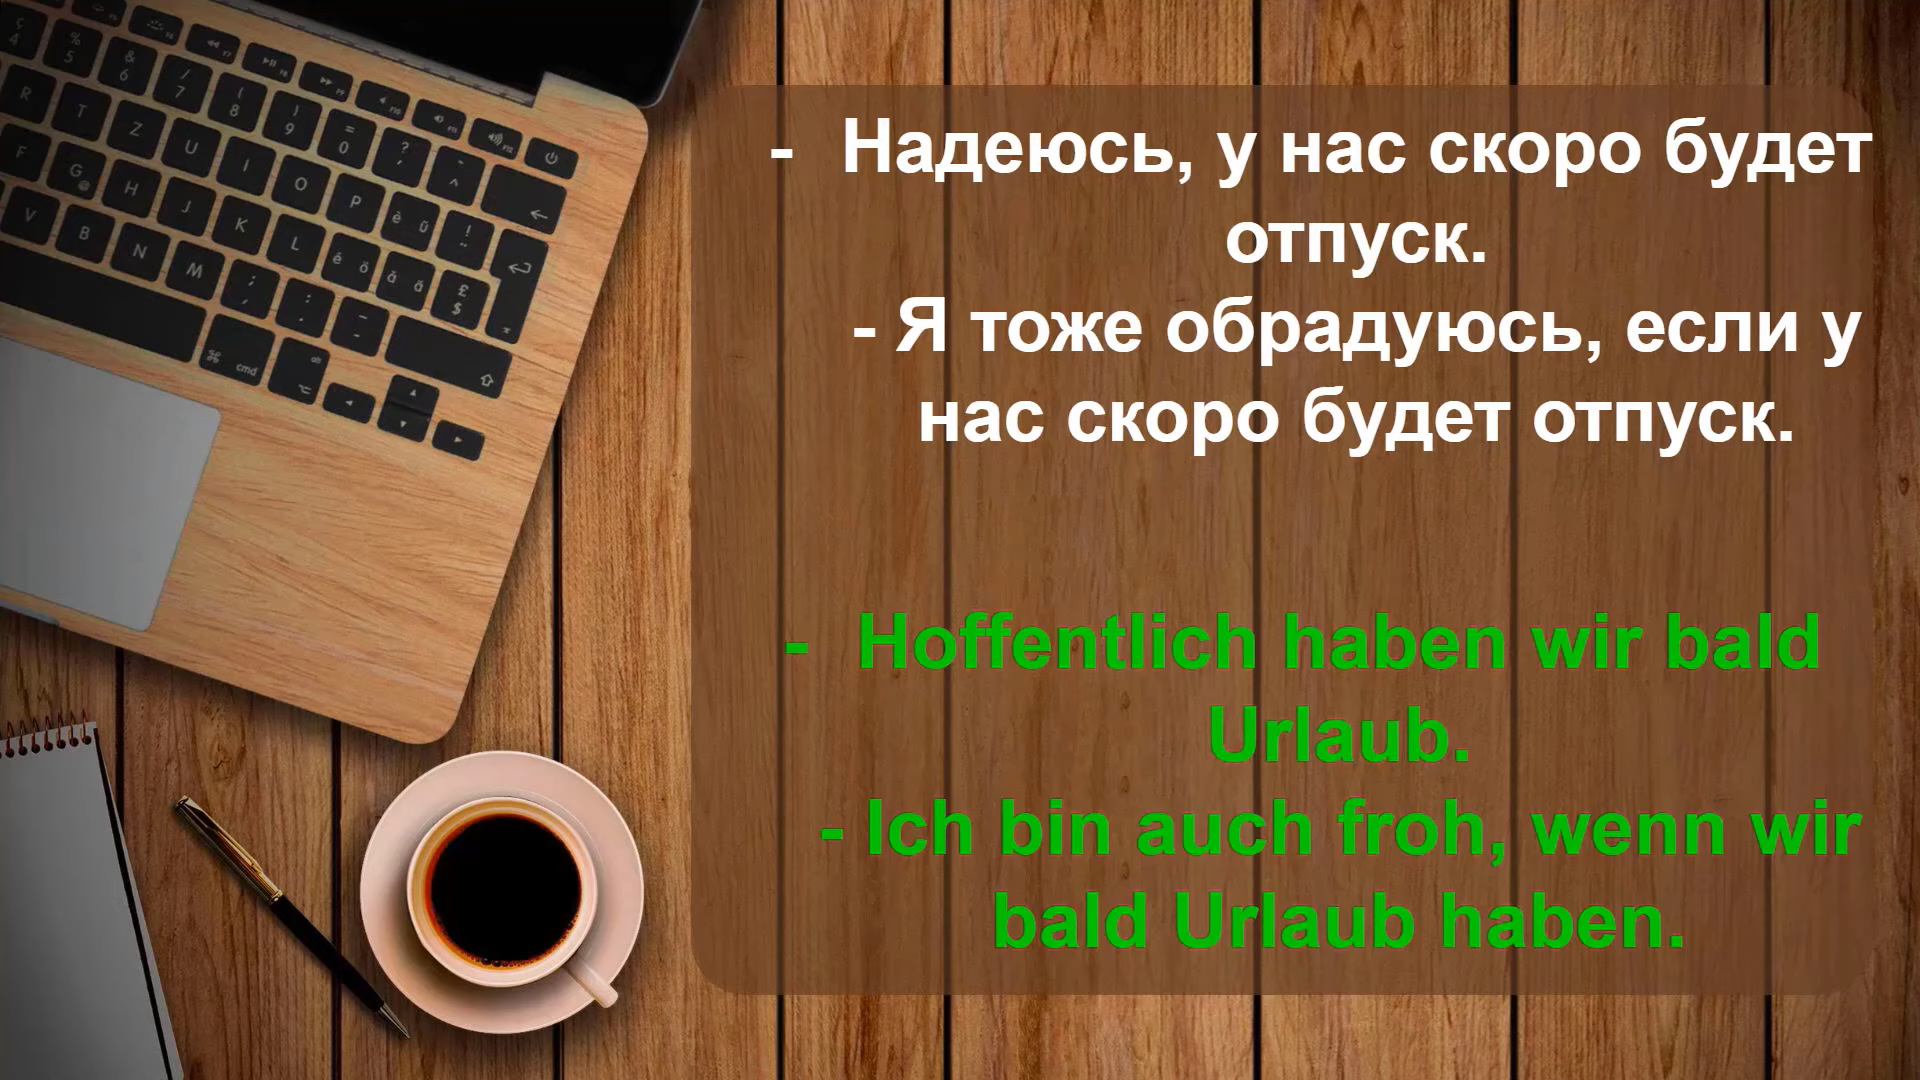 - Надеюсь, у нас скоро будет
отпуск.
- Я тоже обрадуюсь, если у
нас скоро будет отпуск.
- Hoffentlich haben wir bald
Urlaub.
- Ich bin auch froh, wenn wir
bald Urlaub haben.